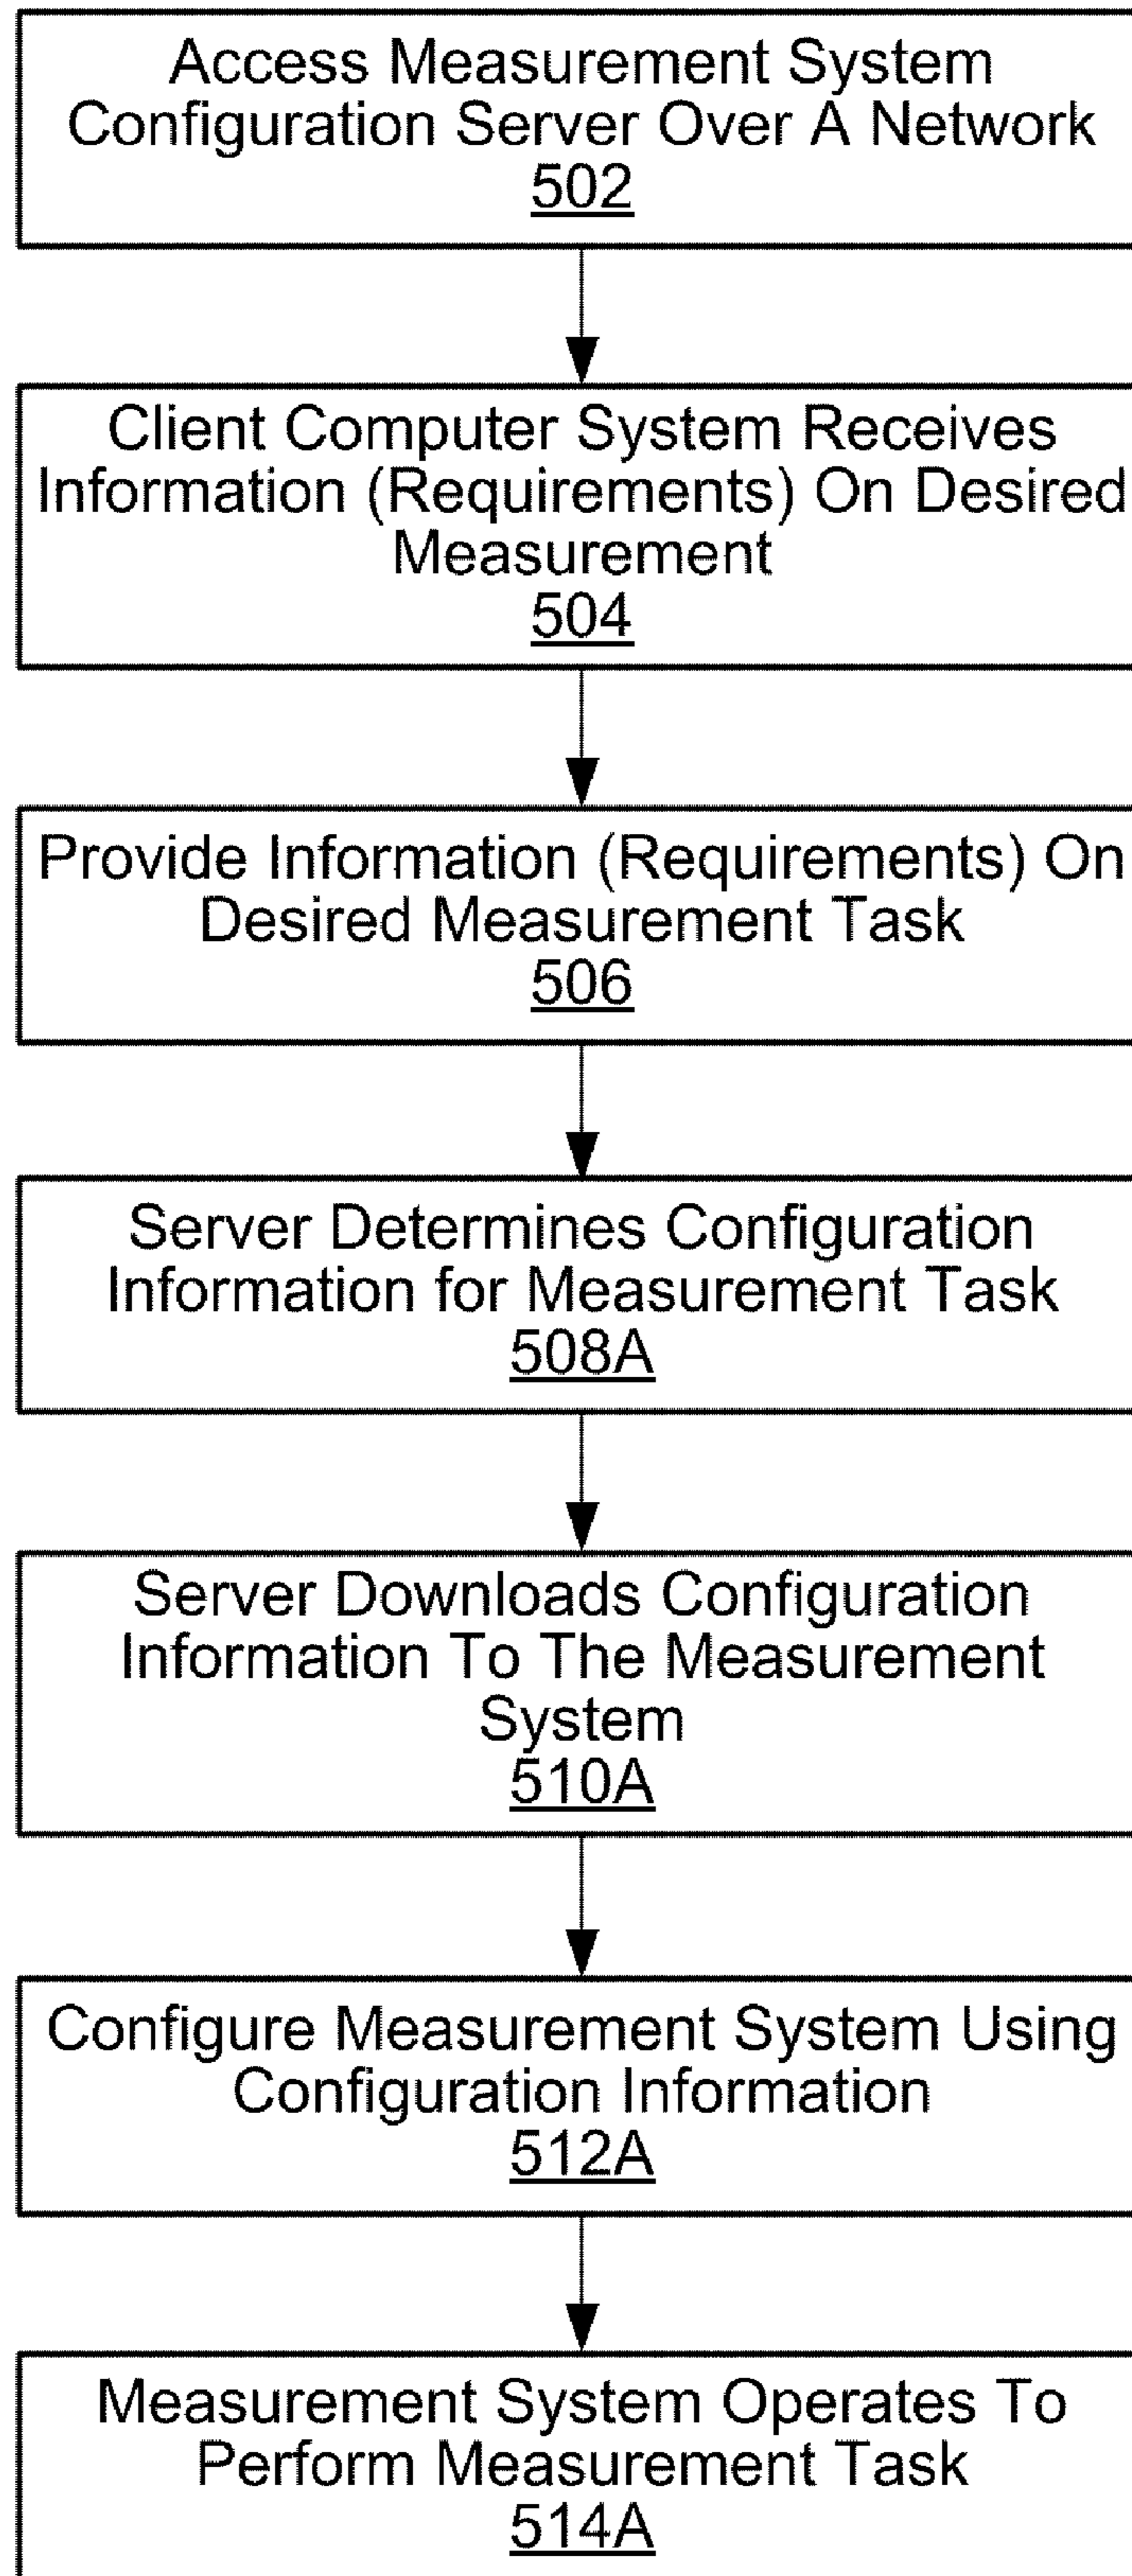 Access Measurement System
Configuration Server Over A Network
502
Client Computer System Receives
Information (Requirements) On Desired
Measurement
504
Provide Information (Requirements) On
Desired Measurement Task
506
Server Determines Configuration
Information for Measurement Task
508A
Server Downloads Configuration
Information To The Measurement
System
510A
Configure Measurement System Using
Configuration Information
512A
Measurement System Operates To
Perform Measurement Task
514A